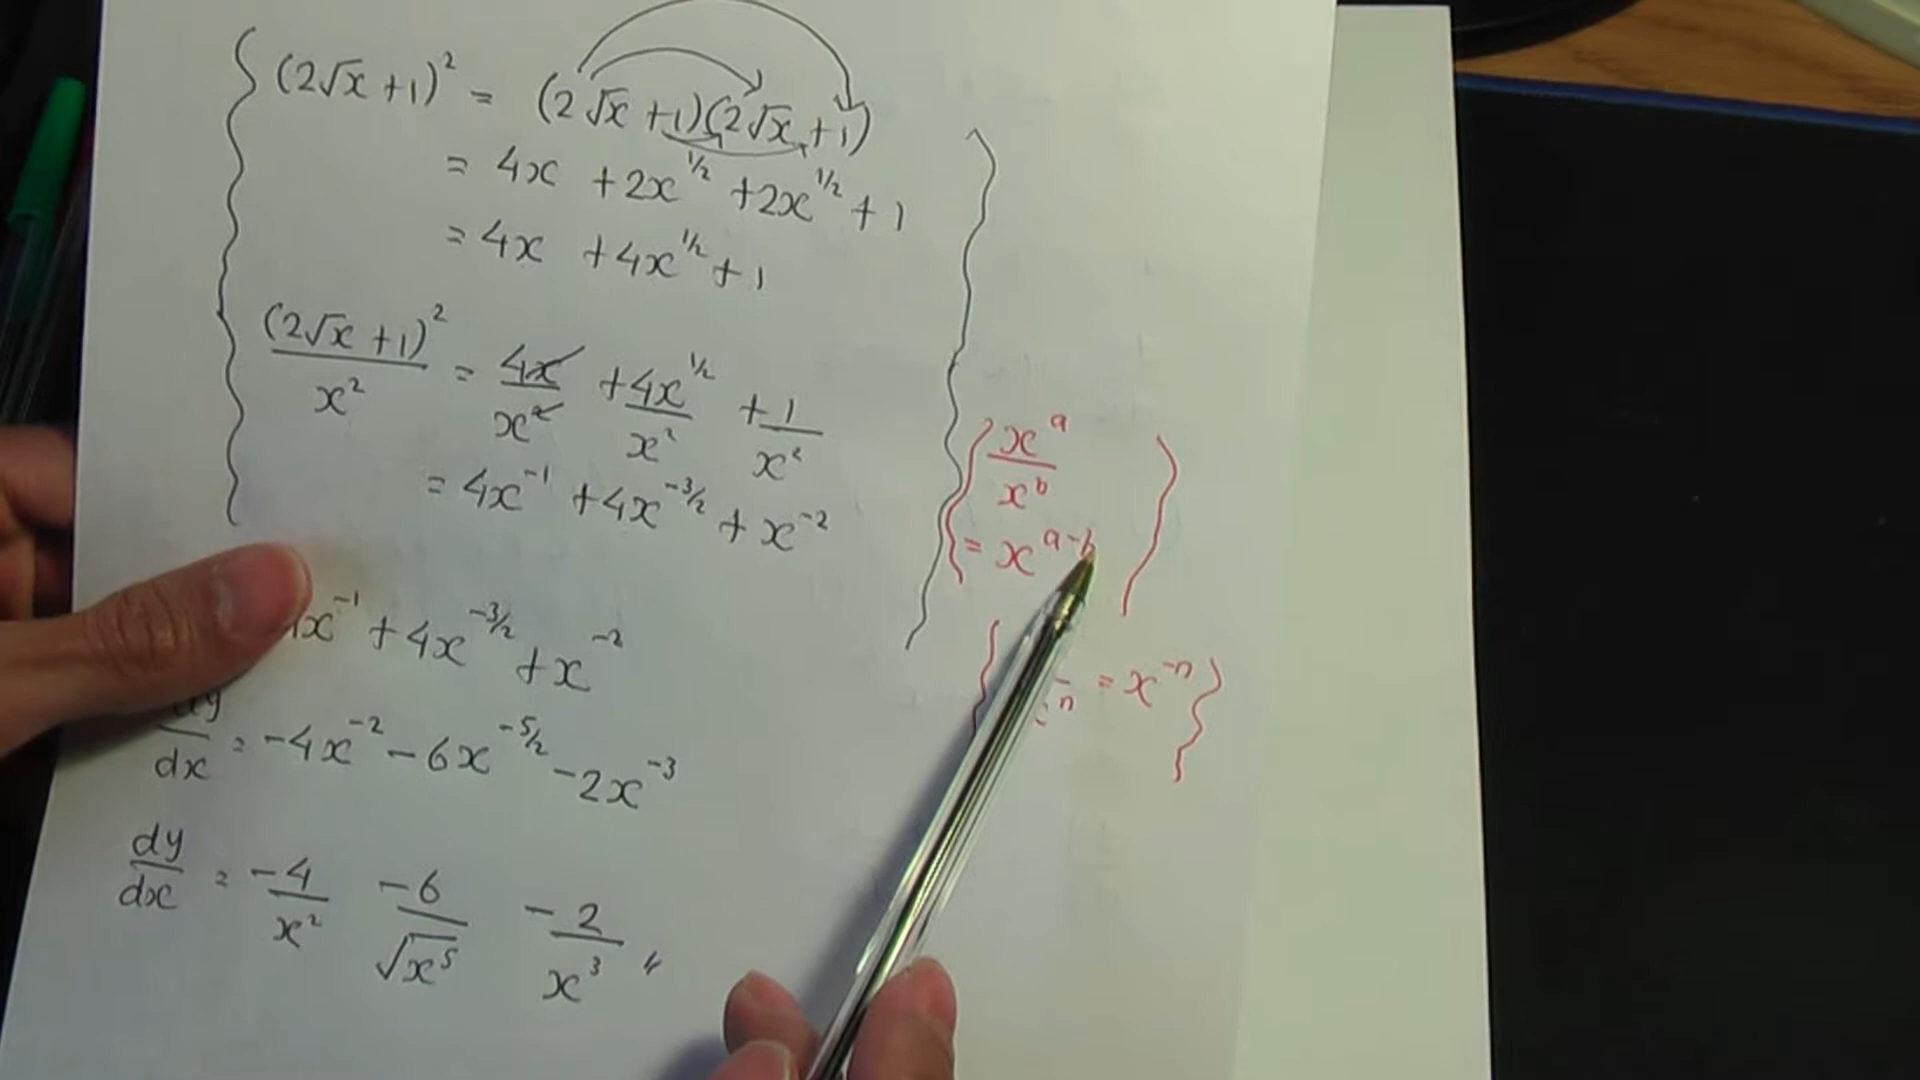 (2√x +1)² = (2√x +1)(2√x +1)
= 4x +2x^1/2 +2x^1/2 + 1
= 4x +4x^1/2 + 1
(2√x +1)²/x² = 4x/x² + 4x^1/2/x² + 1/x²
= 4x^-1 +4x^-3/2 + x^-2
x^a/x^b
= x^a-b
x^-1 + 4x^-3/2 + x^-2
n = x^-n
dy/dx = -4x^-2 - 6x^-5/2 - 2x^-3
dy/dx = -4/x² -6/√x⁵ -2/x³ //